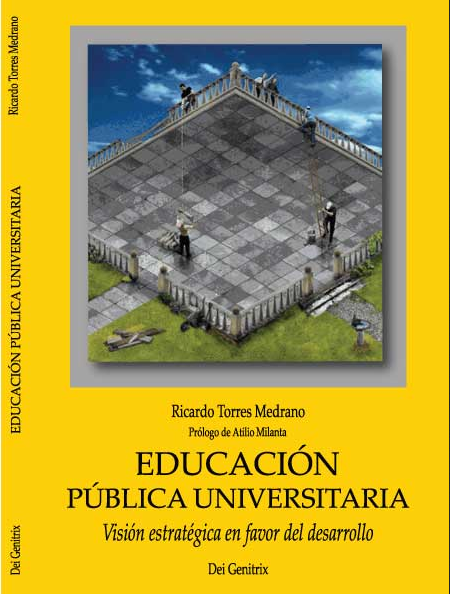 Ricardo Torres Medrano
EDUCACIÓN PÚBLICA UNIVERSITARIA
Dei Genitrix
Ricardo Torres Medrano
Prólogo de Atilio Milanta
EDUCACIÓN
PÚBLICA UNIVERSITARIA
Visión estratégica en favor del desarrollo
Dei Genitrix